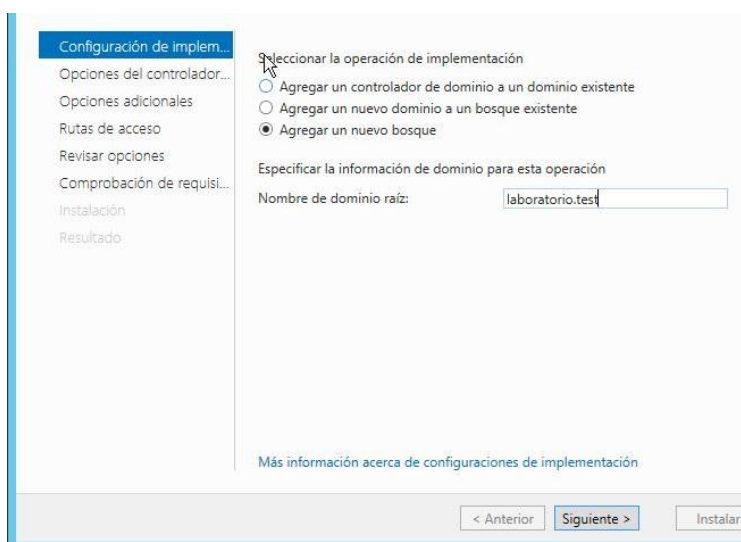 Configuración de implem...
Opciones del controlador...
Opciones adicionales
Rutas de acceso
Revisar opciones
Comprobación de requisi...
Instalación
Resultado
Seleccionar la operación de implementación
Agregar un controlador de dominio a un dominio existente
Agregar un nuevo dominio a un bosque existente
Agregar un nuevo bosque
Especificar la información de dominio para esta operación
Nombre de dominio raíz: laboratorio.test
Más información acerca de configuraciones de implementación
< Anterior Siguiente > Instalar